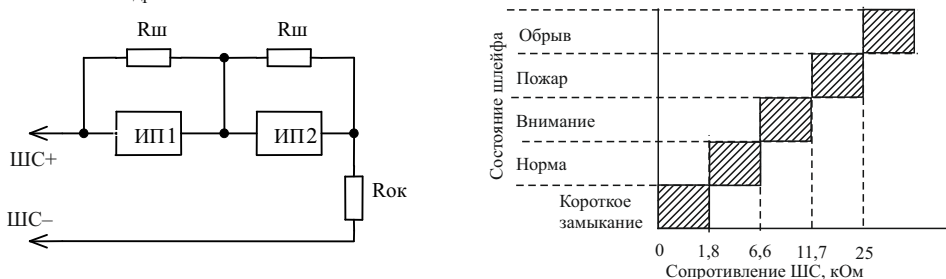 Rш Rш
ИП1 ИП2
ШС+
Rок
ШС–
Состояние шлейфа
Обрыв
Пожар
Внимание
Норма
Короткое
замыкание
0 1,8 6,6 11,7 25
Сопротивление ШС, кОм